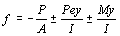 f = − P/A ± Pey/I ± My/I